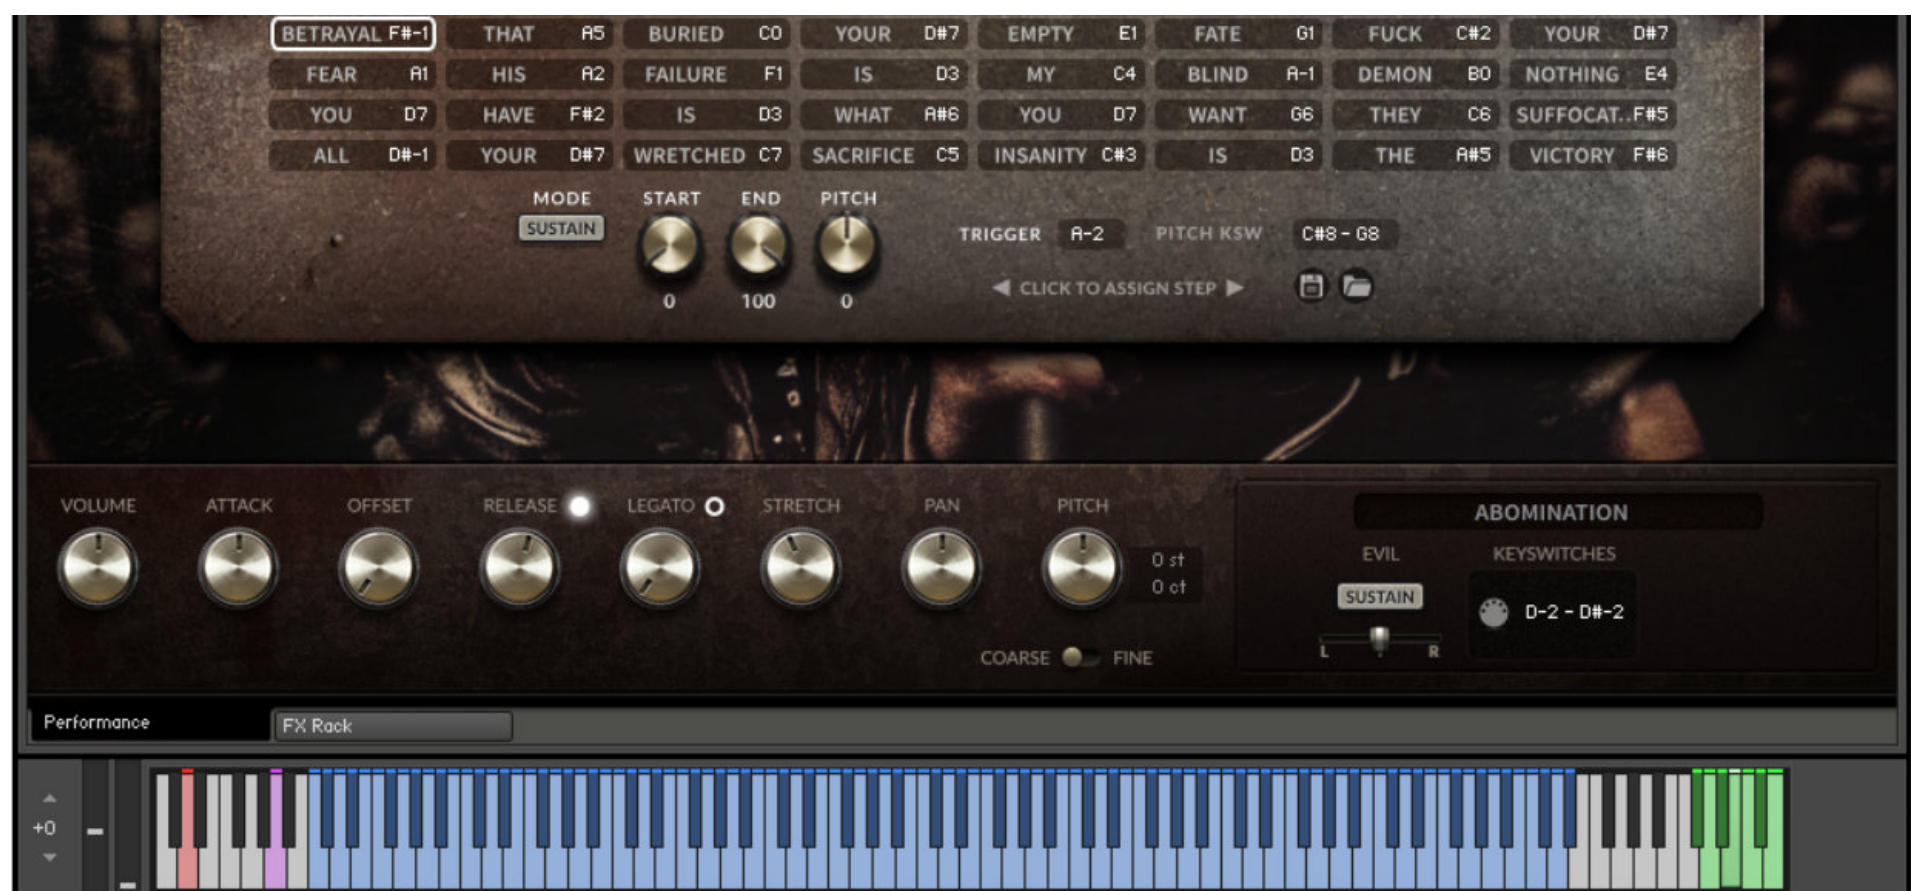 BETRAYAL F#-1 THAT A5 BURIED C0 YOUR D#7 EMPTY E1 FATE G1 FUCK C#2 YOUR D#7
FEAR A1 HIS A2 FAILURE F1 IS D3 MY C4 BLIND A-1 DEMON B0 NOTHING E4
YOU D7 HAVE F#2 IS D3 WHAT A#6 YOU D7 WANT G6 THEY C6 SUFFOCAT.. F#5
ALL D#-1 YOUR D#7 WRETCHED C7 SACRIFICE C5 INSANITY C#3 IS D3 THE A#5 VICTORY F#6
MODE START END PITCH
SUSTAIN
TRIGGER A-2 PITCH KSW C#8 - G8
◀ CLICK TO ASSIGN STEP ▶
0 100 0
VOLUME ATTACK OFFSET RELEASE LEGATO STRETCH PAN PITCH
0 st
0 ct
COARSE FINE
ABOMINATION
EVIL KEYSWITCHES
SUSTAIN
D-2 - D#-2
L R
Performance FX Rack
+0